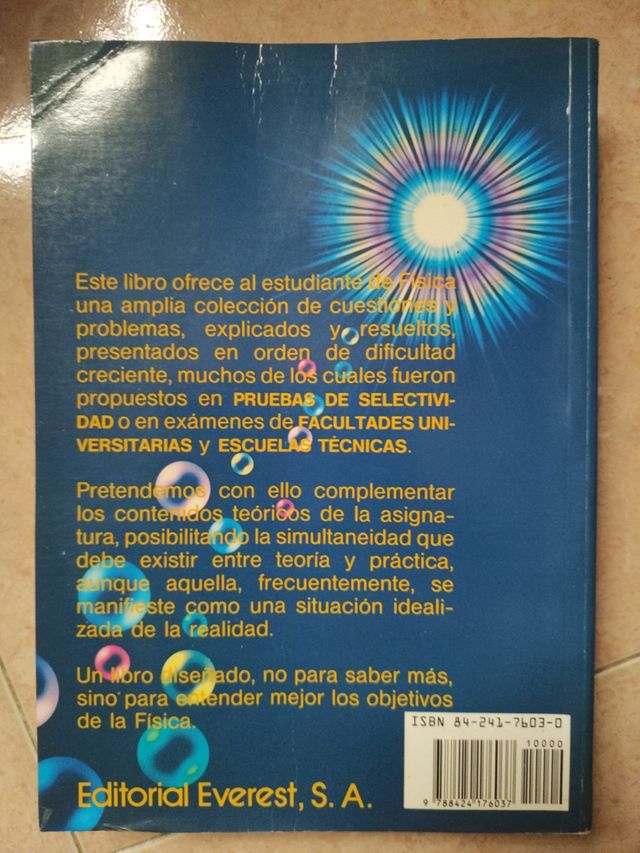 Este libro ofrece al estudiante de Física
una amplia colección de cuestiones y
problemas, explicados y resueltos,
presentados en orden de dificultad
creciente, muchos de los cuales fueron
propuestos en PRUEBAS DE SELECTIVI-
DAD o en exámenes de FACULTADES UNI-
VERSITARIAS y ESCUELAS TÉCNICAS.
Pretendemos con ello complementar
los contenidos teóricos de la asigna-
tura, posibilitando la simultaneidad que
debe existir entre teoría y práctica,
aunque aquella, frecuentemente, se
manifieste como una situación ideali-
zada de la realidad.
Un libro diseñado, no para saber más,
sino para entender mejor los objetivos
de la Física.
Editorial Everest, S. A.
ISBN 84-241-7603-0
10000
9 788424 176037